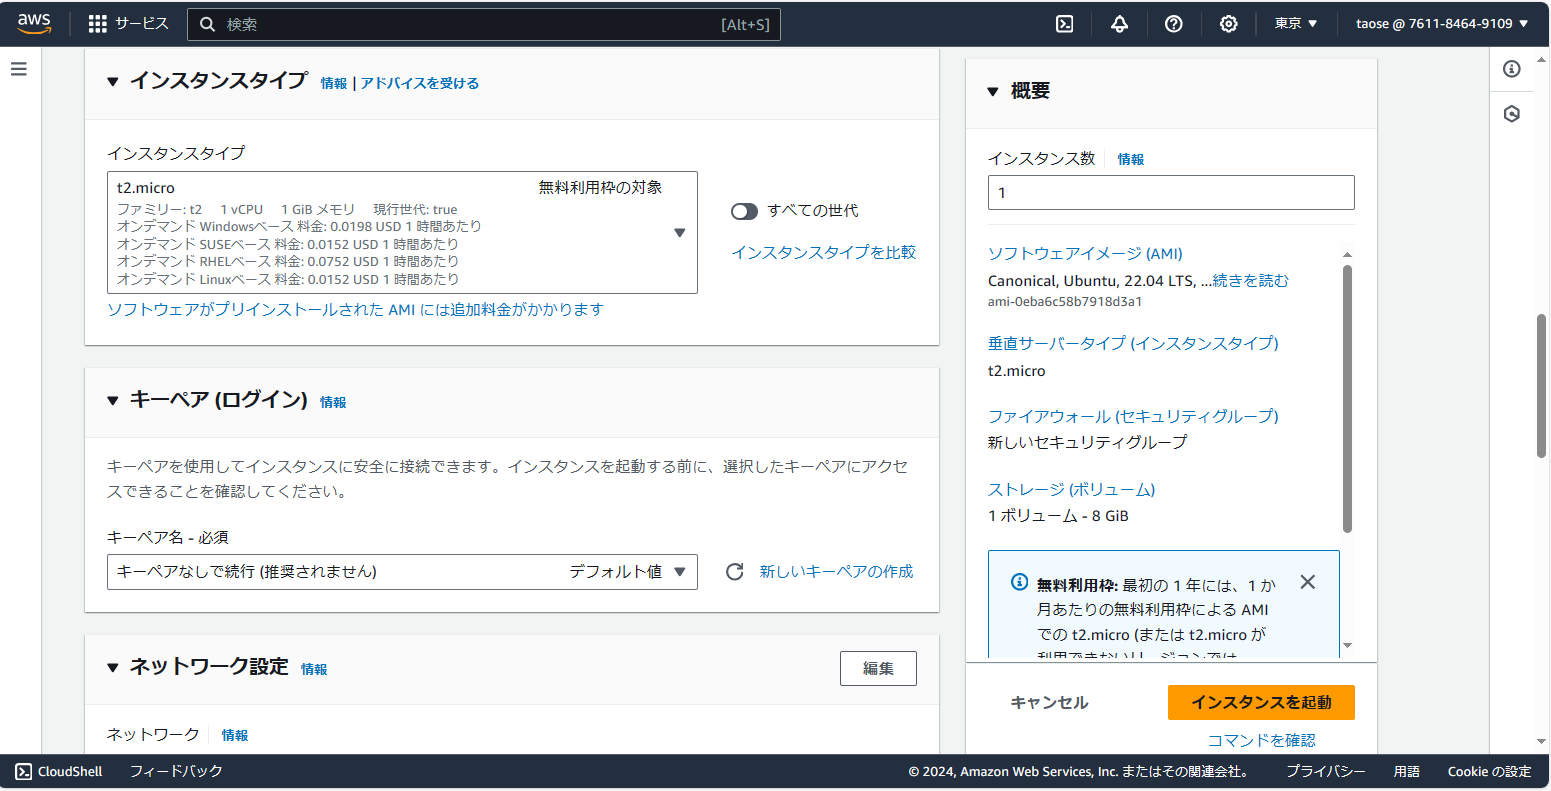 aws サービス 検索 [Alt+S] 東京 ▼ taose @ 7611-8464-9109 ▼
▼ インスタンスタイプ 情報 | アドバイスを受ける
インスタンスタイプ
t2.micro 無料利用枠の対象
ファミリー: t2 1 vCPU 1 GiB メモリ 現行世代: true
オンデマンド Windowsベース 料金: 0.0198 USD 1 時間あたり
オンデマンド SUSEベース 料金: 0.0152 USD 1 時間あたり
オンデマンド RHELベース 料金: 0.0752 USD 1 時間あたり
オンデマンド Linuxベース 料金: 0.0152 USD 1 時間あたり
すべての世代
インスタンスタイプを比較
ソフトウェアがプリインストールされた AMI には追加料金がかかります
▼ キーペア (ログイン) 情報
キーペアを使用してインスタンスに安全に接続できます。インスタンスを起動する前に、選択したキーペアにアクセ
スできることを確認してください。
キーペア名 - 必須
キーペアなしで続行 (推奨されません) デフォルト値 ▼
新しいキーペアの作成
▼ ネットワーク設定 情報
編集
ネットワーク 情報
▼ 概要
インスタンス数 情報
1
ソフトウェアイメージ (AMI)
Canonical, Ubuntu, 22.04 LTS, ...続きを読む
ami-0eba6c58b7918d3a1
垂直サーバータイプ (インスタンスタイプ)
t2.micro
ファイアウォール (セキュリティグループ)
新しいセキュリティグループ
ストレージ (ボリューム)
1 ボリューム - 8 GiB
無料利用枠: 最初の 1 年には、1 か
月あたりの無料利用枠による AMI
での t2.micro (または t2.micro が
利用できないリージョンでは
キャンセル インスタンスを起動
コマンドを確認
CloudShell フィードバック © 2024, Amazon Web Services, Inc. またはその関連会社。 プライバシー 用語 Cookie の設定